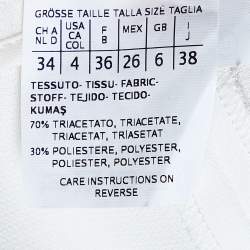 GRÖSSE TAILLE TALLA SIZE TAGLIA
CH A NL D USA CA COL F B MEX GB I J
34 4 36 26 6 38
TESSUTO- TISSU- FABRIC-
STOFF- TEJIDO- TECIDO-
KUMAŞ
70% TRIACETATO, TRIACETATE,
TRIACETAT, TRİASETAT
30% POLIESTERE, POLYESTER,
POLIESTER, POLYESTER
CARE INSTRUCTIONS ON
REVERSE